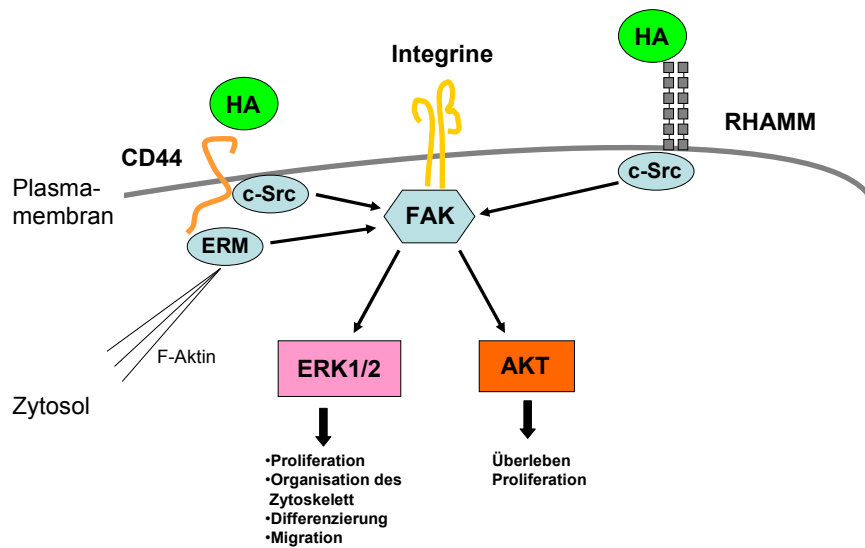 HA
Integrine
HA
RHAMM
CD44
Plasma-
membran
c-Src
c-Src
FAK
ERM
F-Aktin
Zytosol
ERK1/2
AKT
•Proliferation
•Organisation des
Zytoskelett
•Differenzierung
•Migration
Überleben
Proliferation